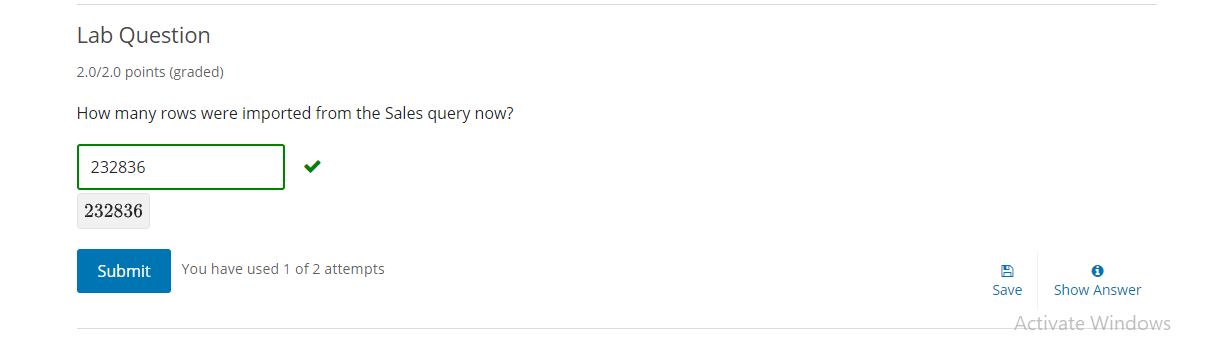 Lab Question
2.0/2.0 points (graded)
How many rows were imported from the Sales query now?
232836
232836
Submit You have used 1 of 2 attempts
Save Show Answer
Activate Windows